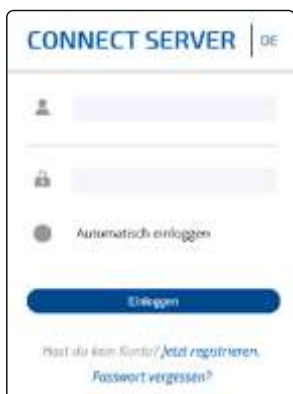 CONNECT SERVER | DE
Automatisch einloggen
Einloggen
Hast du kein Konto? Jetzt registrieren.
Passwort vergessen?